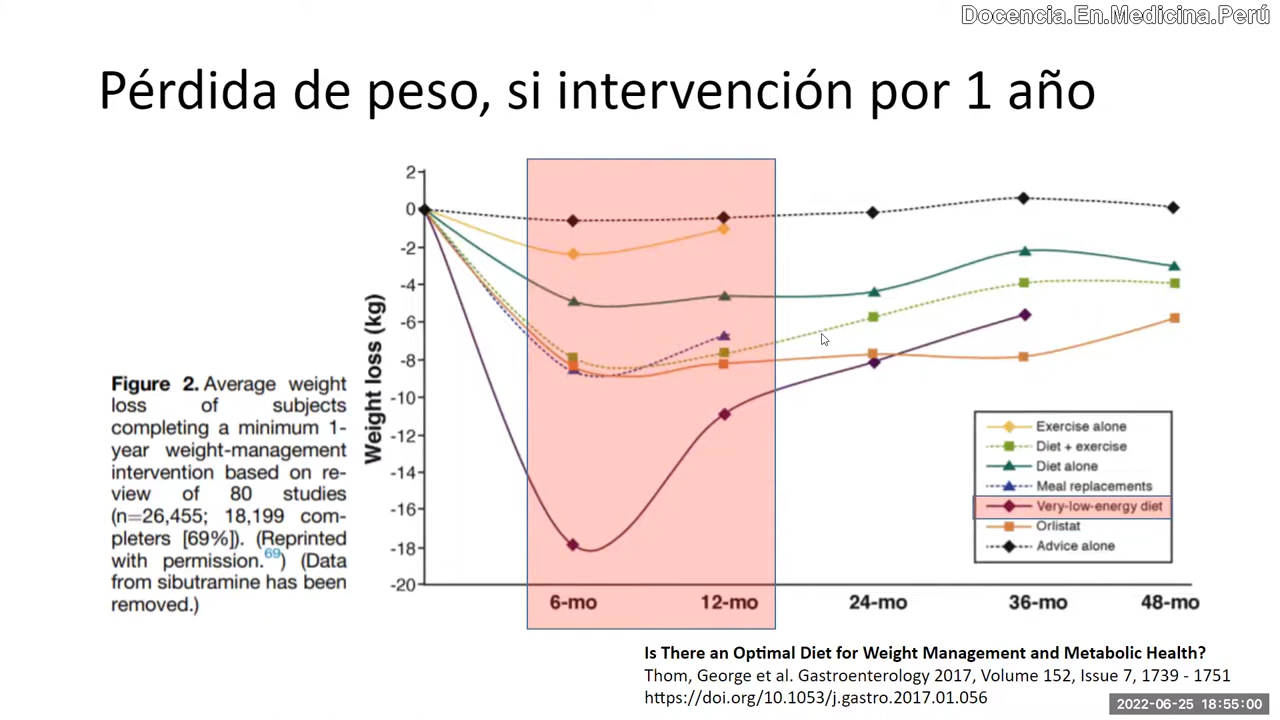 Docencia.En.Medicina.Perú
Pérdida de peso, si intervención por 1 año
Figure 2. Average weight
loss of subjects
completing a minimum 1-
year weight-management
intervention based on re-
view of 80 studies
(n=26,455; 18,199 com-
pleters [69%]). (Reprinted
with permission.69) (Data
from sibutramine has been
removed.)
Weight loss (kg)
2
0
-2
-4
-6
-8
-10
-12
-14
-16
-18
-20
6-mo 12-mo 24-mo 36-mo 48-mo
Exercise alone
Diet + exercise
Diet alone
Meal replacements
Very-low-energy diet
Orlistat
Advice alone
Is There an Optimal Diet for Weight Management and Metabolic Health?
Thom, George et al. Gastroenterology 2017, Volume 152, Issue 7, 1739 - 1751
https://doi.org/10.1053/j.gastro.2017.01.056
2022-06-25 18:55:00